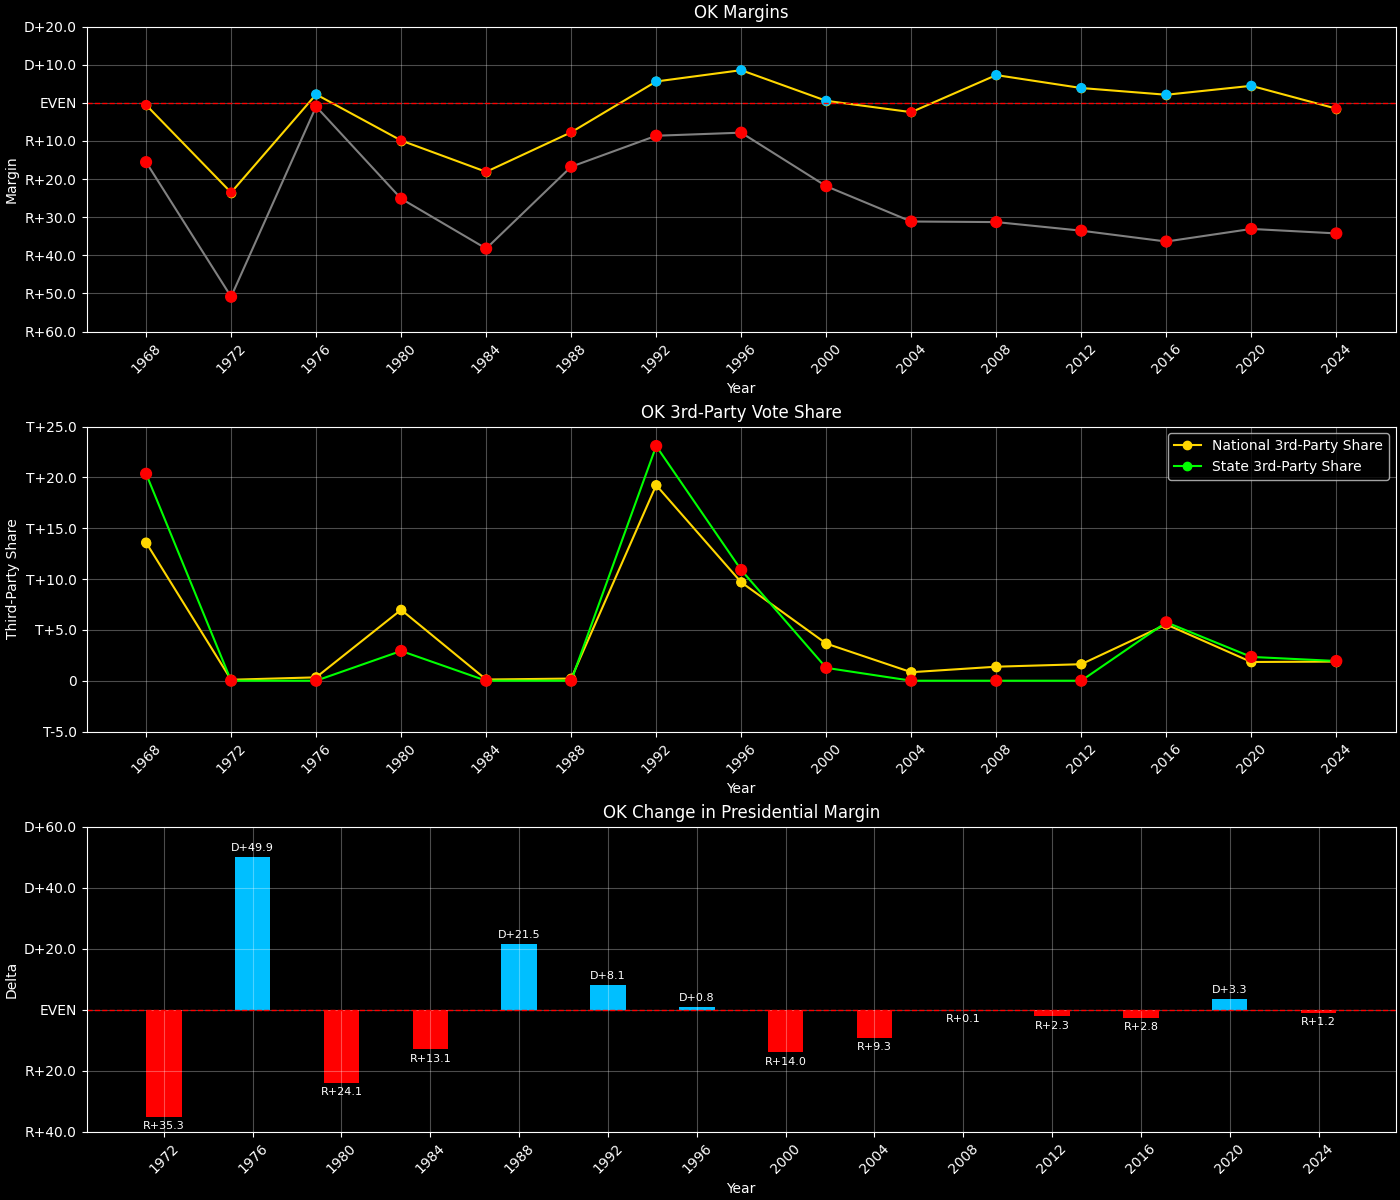 OK Margins
D+20.0
D+10.0
EVEN
R+10.0
R+20.0
R+30.0
R+40.0
R+50.0
R+60.0
Margin
1968 1972 1976 1980 1984 1988 1992 1996 2000 2004 2008 2012 2016 2020 2024
Year
OK 3rd-Party Vote Share
T+25.0
T+20.0
T+15.0
T+10.0
T+5.0
0
T-5.0
Third-Party Share
National 3rd-Party Share
State 3rd-Party Share
1968 1972 1976 1980 1984 1988 1992 1996 2000 2004 2008 2012 2016 2020 2024
Year
OK Change in Presidential Margin
D+60.0
D+40.0
D+20.0
EVEN
R+20.0
R+40.0
Delta
R+35.3
D+49.9
R+24.1
R+13.1
D+21.5
D+8.1
D+0.8
R+14.0
R+9.3
R+0.1
R+2.3
R+2.8
D+3.3
R+1.2
1972 1976 1980 1984 1988 1992 1996 2000 2004 2008 2012 2016 2020 2024
Year